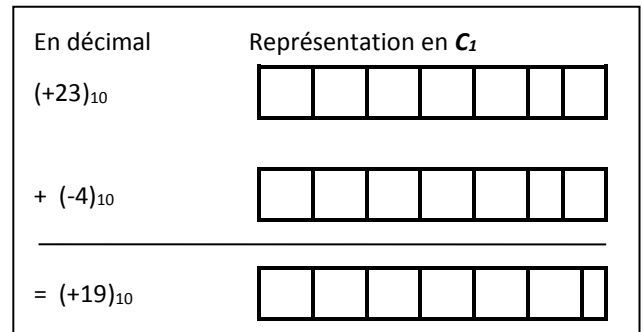 En décimal Représentation en C1
(+23)10
+ (-4)10
= (+19)10